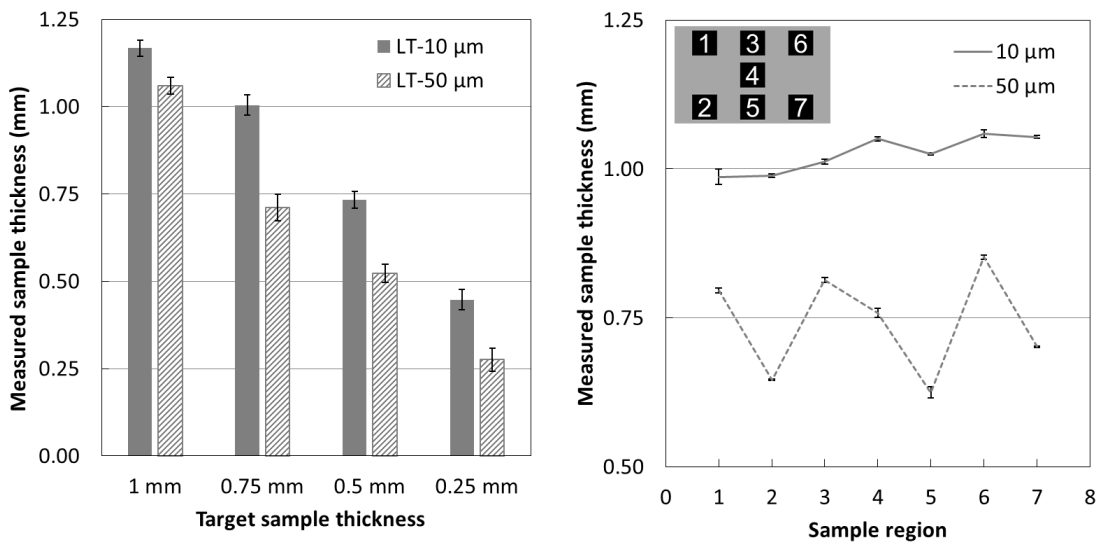 1.25
1.00
0.75
0.50
0.25
0.00
Measured sample thickness (mm)
LT-10 µm
LT-50 µm
1 mm 0.75 mm 0.5 mm 0.25 mm
Target sample thickness
1.25
1.00
0.75
0.50
Measured sample thickness (mm)
1 3 6
4
2 5 7
10 µm
50 µm
0 1 2 3 4 5 6 7 8
Sample region